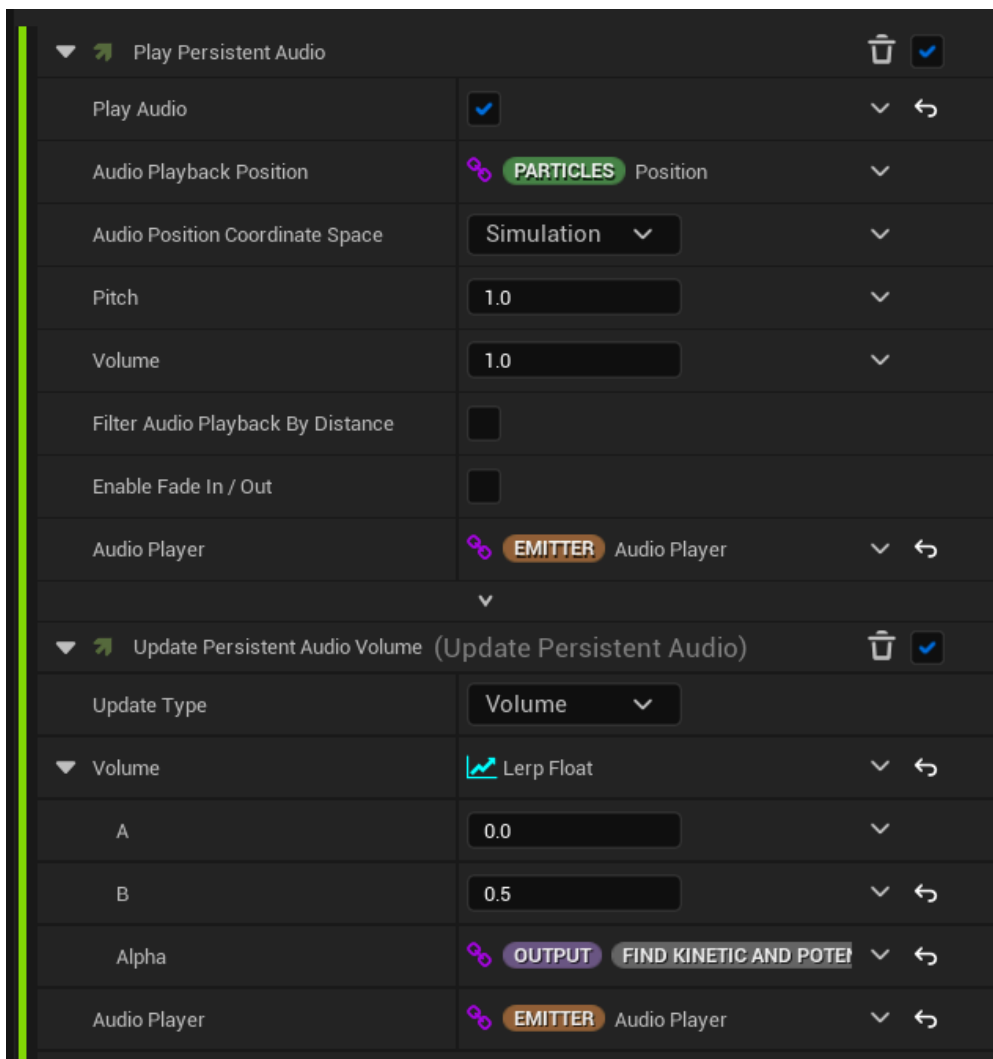 Play Persistent Audio
Play Audio
Audio Playback Position PARTICLES Position
Audio Position Coordinate Space Simulation
Pitch 1.0
Volume 1.0
Filter Audio Playback By Distance
Enable Fade In / Out
Audio Player EMITTER Audio Player
Update Persistent Audio Volume (Update Persistent Audio)
Update Type Volume
Volume Lerp Float
A 0.0
B 0.5
Alpha OUTPUT FIND KINETIC AND POTEN
Audio Player EMITTER Audio Player